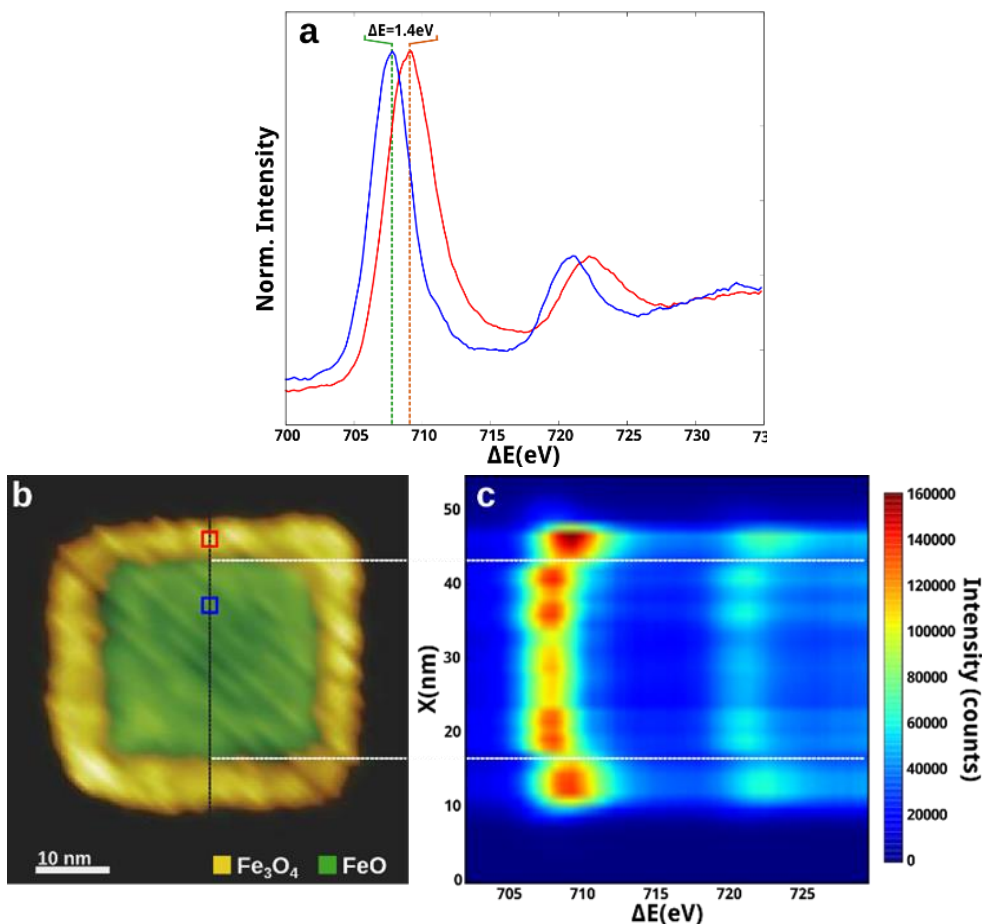 a
ΔE=1.4eV
Norm. Intensity
700 705 710 715 720 725 730 73
ΔE(eV)
b
10 nm
Fe₃O₄ FeO
c
50
40
30
20
10
0
X(nm)
705 710 720 725
ΔE(eV)
160000
140000
120000
100000
80000
60000
40000
20000
0
Intensity (counts)